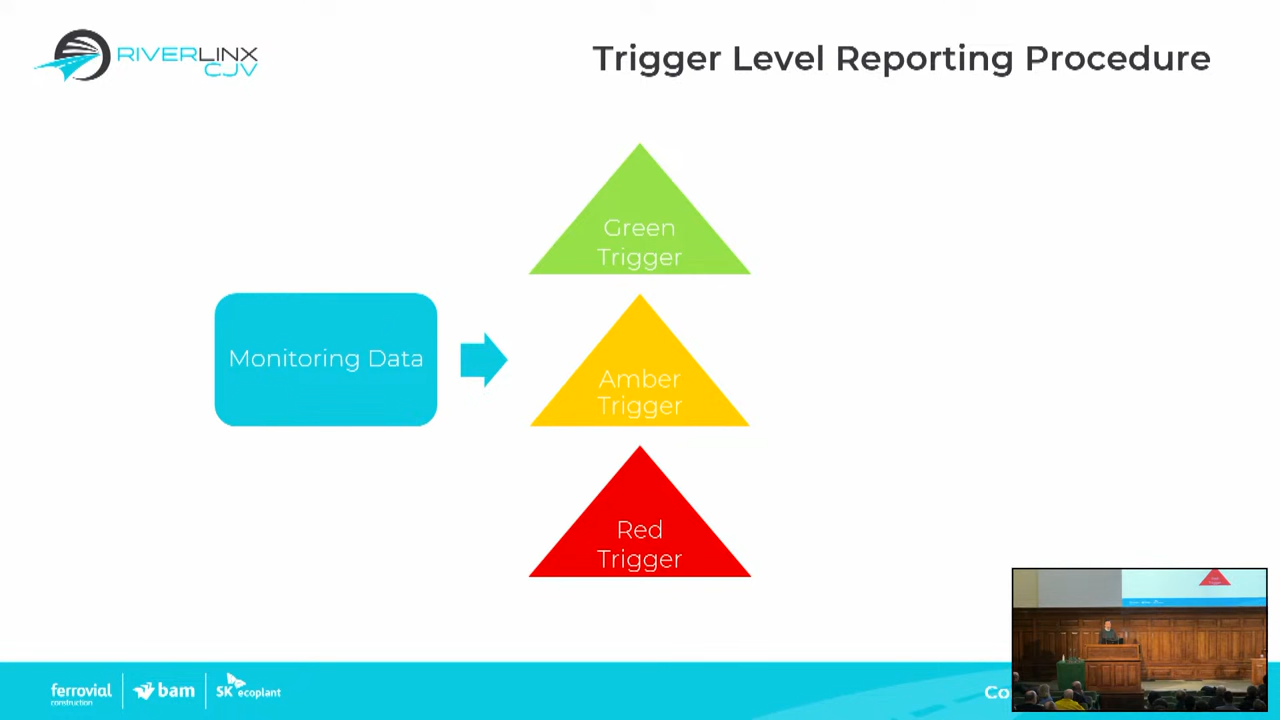 RIVERLINX
CJV
Trigger Level Reporting Procedure
Green
Trigger
Monitoring Data
Amber
Trigger
Red
Trigger
ferrovial
construction
bam
SK ecoplant
Co